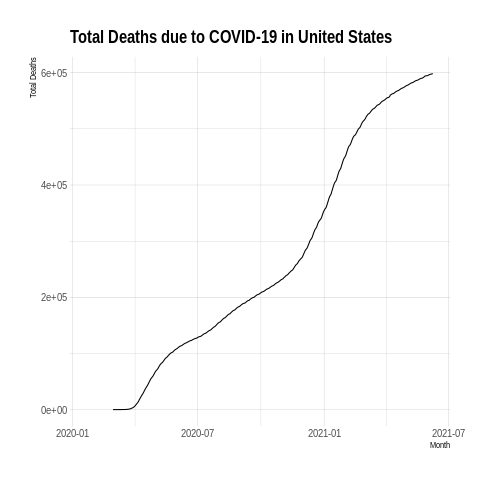 Total Deaths due to COVID-19 in United States
Total Deaths
6e+05
4e+05
2e+05
0e+00
2020-01 2020-07 2021-01 2021-07
Month